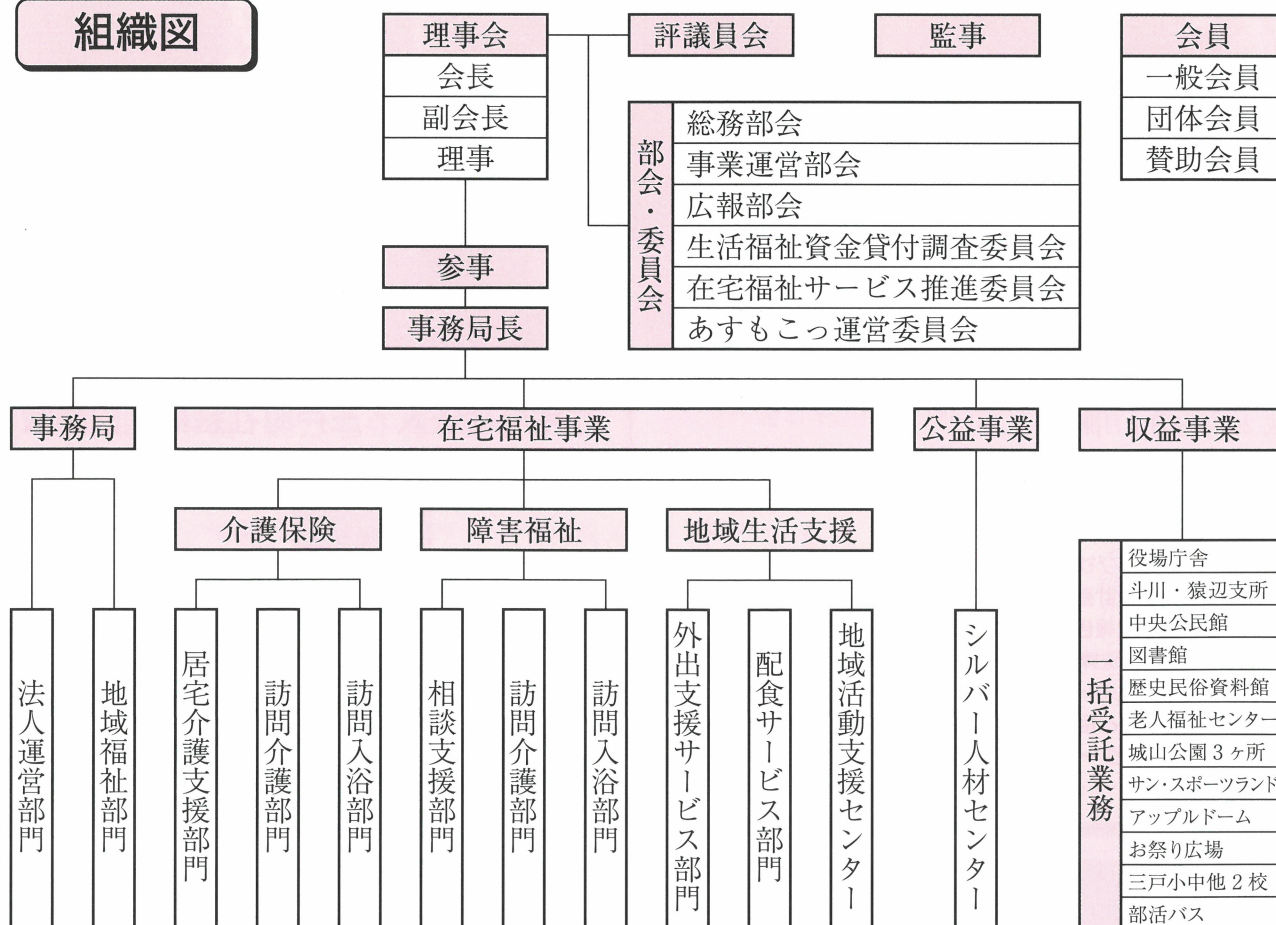 組織図
理事会
会長
副会長
理事
評議員会
監事
会員
一般会員
団体会員
賛助会員
部会・委員会
総務部会
事業運営部会
広報部会
生活福祉資金貸付調査委員会
在宅福祉サービス推進委員会
あすもこっ運営委員会
参事
事務局長
事務局
在宅福祉事業
公益事業
収益事業
介護保険
障害福祉
地域生活支援
法人運営部門
地域福祉部門
居宅介護支援部門
訪問介護部門
訪問入浴部門
相談支援部門
訪問介護部門
訪問入浴部門
外出支援サービス部門
配食サービス部門
地域活動支援センター
シルバー人材センター
一括受託業務
役場庁舎
斗川・猿辺支所
中央公民館
図書館
歴史民俗資料館
老人福祉センター
城山公園3ヶ所
サン・スポーツランド
アップルドーム
お祭り広場
三戸小中他2校
部活バス